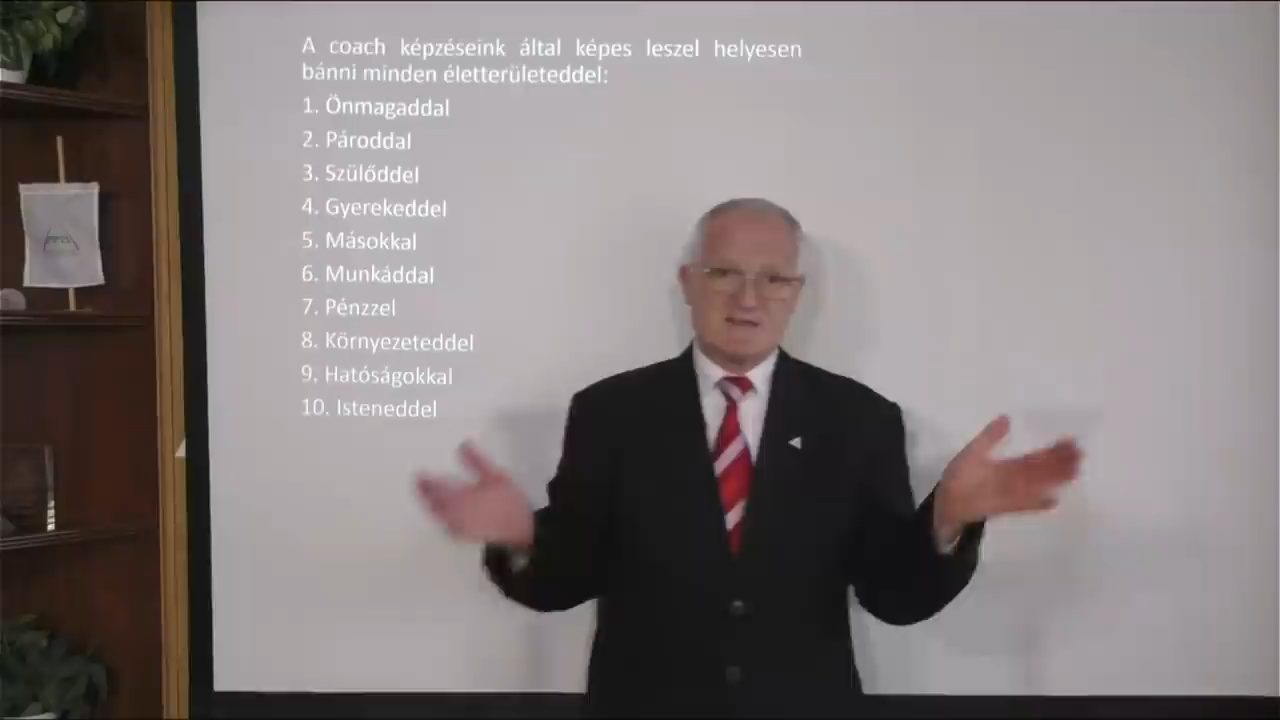 A coach képzéseink által képes leszel helyesen
bánni minden életterületeddel:
1. Önmagaddal
2. Pároddal
3. Szülőddel
4. Gyerekeddel
5. Másokkal
6. Munkáddal
7. Pénzzel
8. Környezeteddel
9. Hatóságokkal
10. Isteneddel